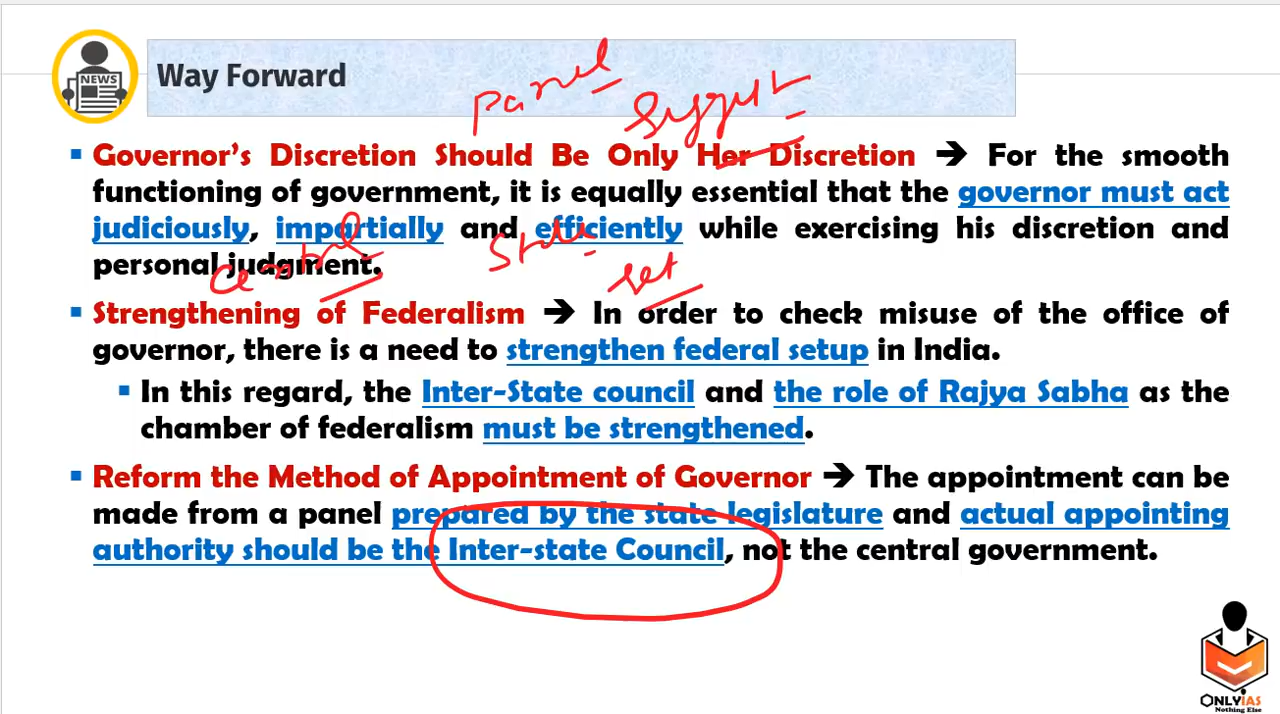 NEWS
Way Forward
Panel
Suggest
▪ Governor's Discretion Should Be Only Her Discretion ➔ For the smooth
functioning of government, it is equally essential that the governor must act
judiciously, impartially and efficiently while exercising his discretion and
personal judgment.
Central
State
set
▪ Strengthening of Federalism ➔ In order to check misuse of the office of
governor, there is a need to strengthen federal setup in India.
▪ In this regard, the Inter-State council and the role of Rajya Sabha as the
chamber of federalism must be strengthened.
▪ Reform the Method of Appointment of Governor ➔ The appointment can be
made from a panel prepared by the state legislature and actual appointing
authority should be the Inter-state Council, not the central government.
ONLYIAS
Nothing Else